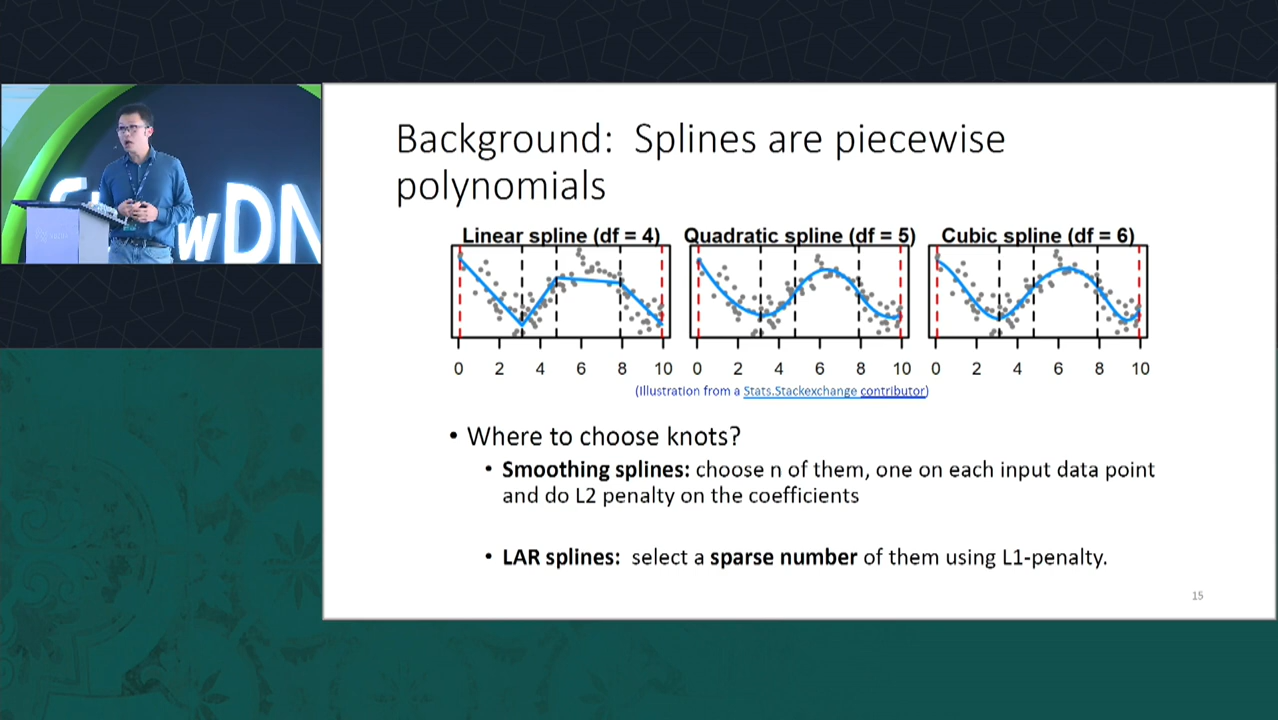 Background: Splines are piecewise
polynomials
Linear spline (df = 4)
Quadratic spline (df = 5)
Cubic spline (df = 6)
0 2 4 6 8 10
0 2 4 6 8 10
0 2 4 6 8 10
(Illustration from a Stats.Stackexchange contributor)
• Where to choose knots?
• Smoothing splines: choose n of them, one on each input data point
and do L2 penalty on the coefficients
• LAR splines: select a sparse number of them using L1-penalty.
15